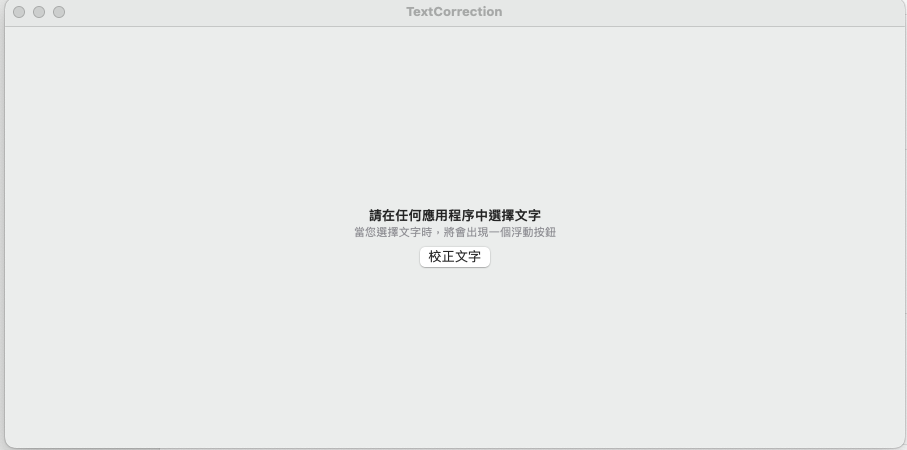 TextCorrection
請在任何應用程序中選擇文字
當您選擇文字時，將會出現一個浮動按鈕
校正文字